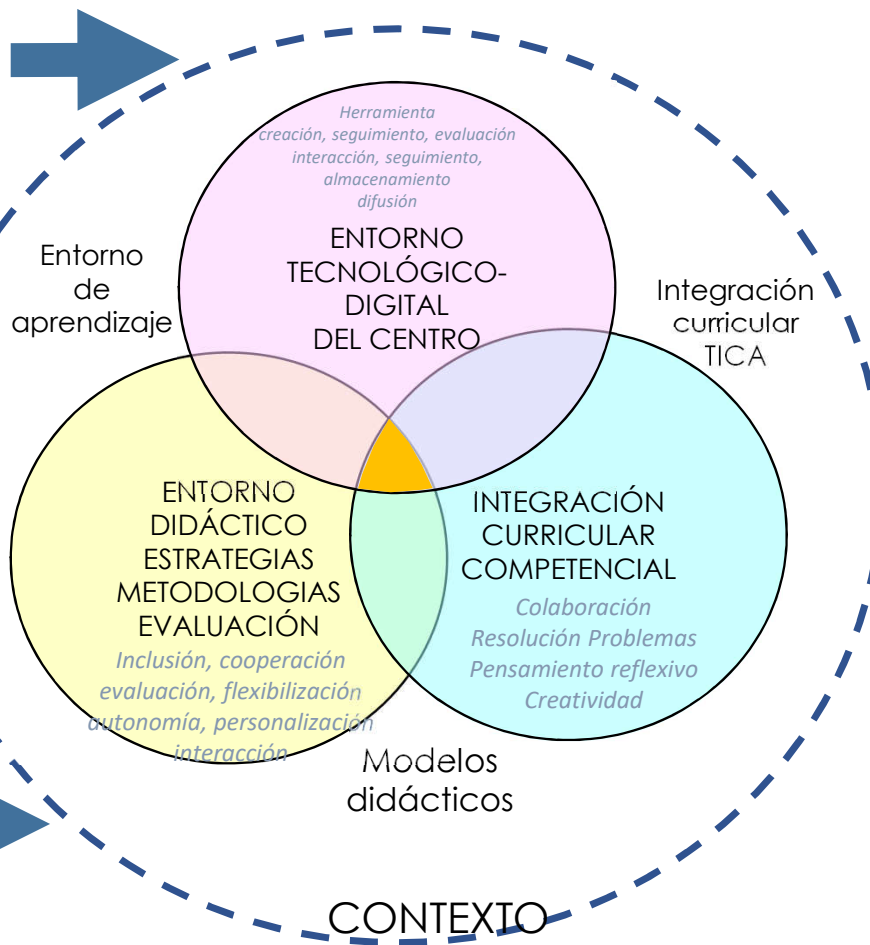 Herramienta
creación, seguimiento, evaluación
interacción, seguimiento,
almacenamiento
difusión
ENTORNO
TECNOLÓGICO-
DIGITAL
DEL CENTRO
Entorno
de
aprendizaje
Integración
curricular
TICA
ENTORNO
DIDÁCTICO
ESTRATEGIAS
METODOLOGIAS
EVALUACIÓN
Inclusión, cooperación
evaluación, flexibilización
autonomía, personalización
interacción
INTEGRACIÓN
CURRICULAR
COMPETENCIAL
Colaboración
Resolución Problemas
Pensamiento reflexivo
Creatividad
Modelos
didácticos
CONTEXTO